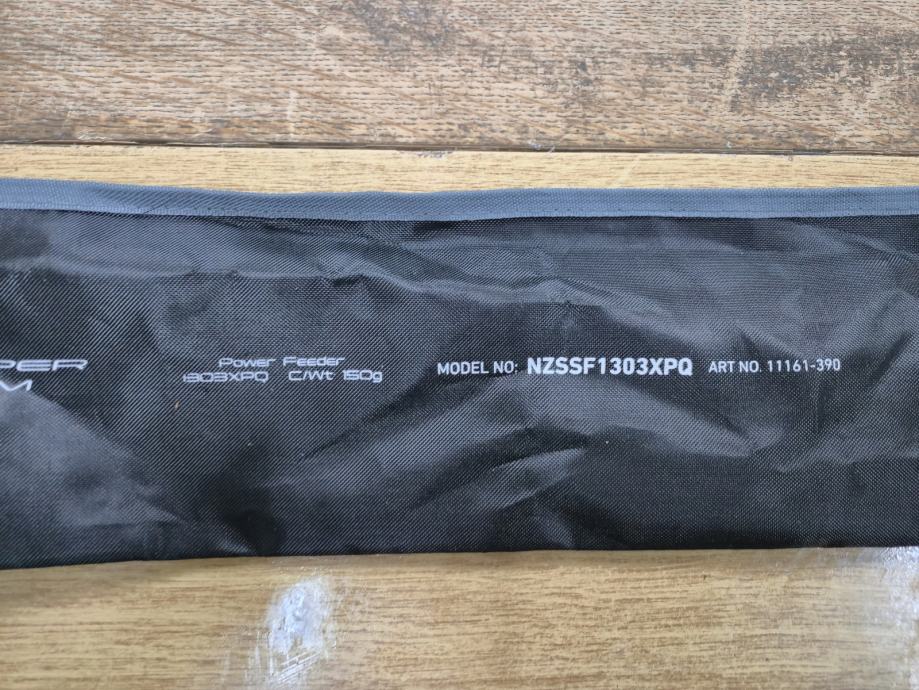 PER
M
Power Feeder
1303XPQ C/Wt 150g
MODEL NO: NZSSF1303XPQ ART NO. 11161-390